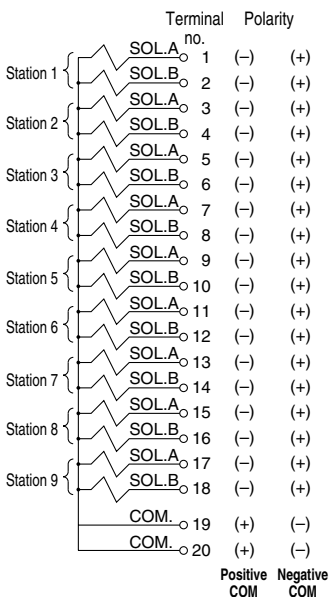 Terminal no. Polarity
SOL.A 1 (–) (+)
Station 1 SOL.B 2 (–) (+)
SOL.A 3 (–) (+)
Station 2 SOL.B 4 (–) (+)
SOL.A 5 (–) (+)
Station 3 SOL.B 6 (–) (+)
SOL.A 7 (–) (+)
Station 4 SOL.B 8 (–) (+)
SOL.A 9 (–) (+)
Station 5 SOL.B 10 (–) (+)
SOL.A 11 (–) (+)
Station 6 SOL.B 12 (–) (+)
SOL.A 13 (–) (+)
Station 7 SOL.B 14 (–) (+)
SOL.A 15 (–) (+)
Station 8 SOL.B 16 (–) (+)
SOL.A 17 (–) (+)
Station 9 SOL.B 18 (–) (+)
COM. 19 (+) (–)
COM. 20 (+) (–)
Positive COM Negative COM